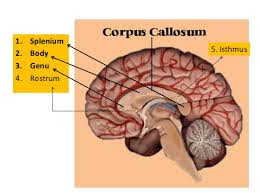 Corpus Callosum
1. Splenium
2. Body
3. Genu
4. Rostrum
5. Isthmus